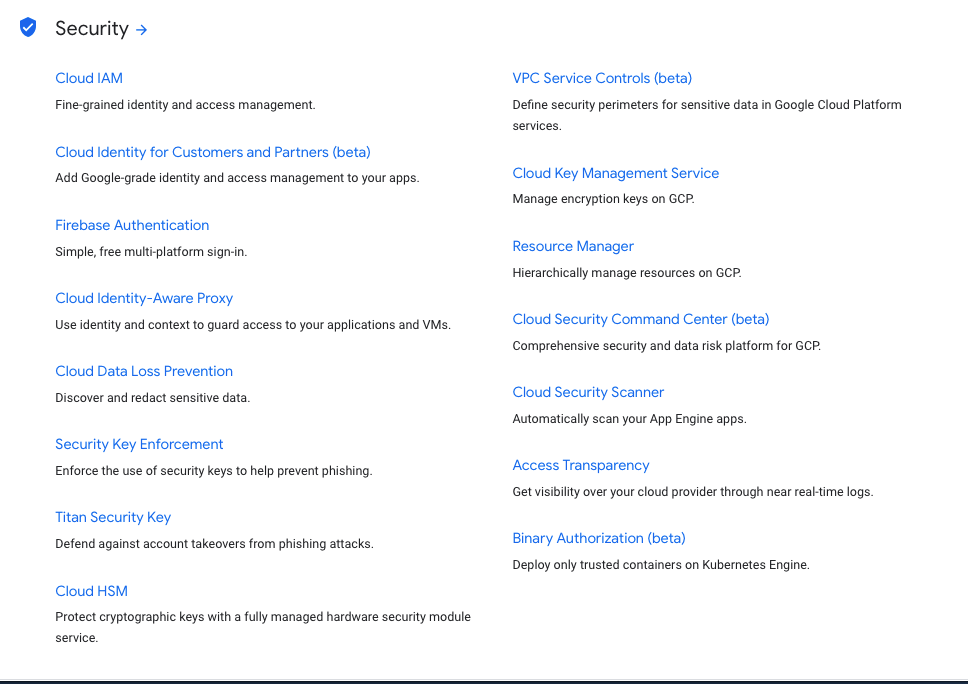 Security →
Cloud IAM
Fine-grained identity and access management.
Cloud Identity for Customers and Partners (beta)
Add Google-grade identity and access management to your apps.
Firebase Authentication
Simple, free multi-platform sign-in.
Cloud Identity-Aware Proxy
Use identity and context to guard access to your applications and VMs.
Cloud Data Loss Prevention
Discover and redact sensitive data.
Security Key Enforcement
Enforce the use of security keys to help prevent phishing.
Titan Security Key
Defend against account takeovers from phishing attacks.
Cloud HSM
Protect cryptographic keys with a fully managed hardware security module
service.
VPC Service Controls (beta)
Define security perimeters for sensitive data in Google Cloud Platform
services.
Cloud Key Management Service
Manage encryption keys on GCP.
Resource Manager
Hierarchically manage resources on GCP.
Cloud Security Command Center (beta)
Comprehensive security and data risk platform for GCP.
Cloud Security Scanner
Automatically scan your App Engine apps.
Access Transparency
Get visibility over your cloud provider through near real-time logs.
Binary Authorization (beta)
Deploy only trusted containers on Kubernetes Engine.